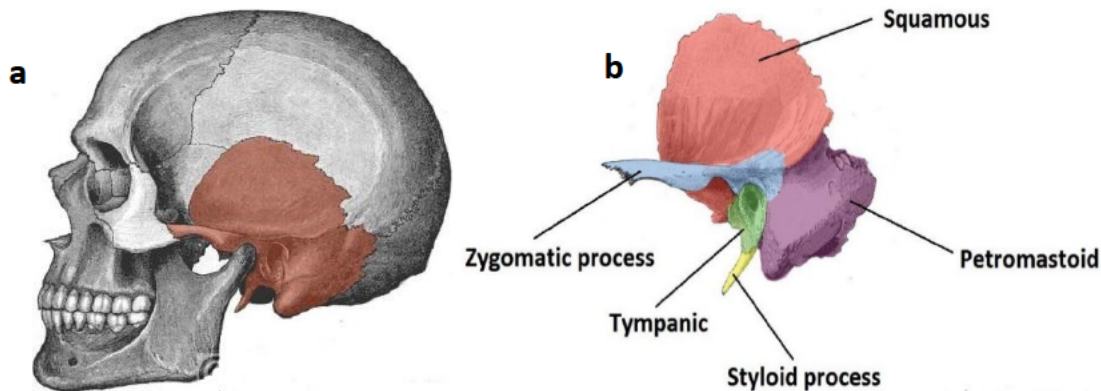 a
b
Squamous
Zygomatic process
Petromastoid
Tympanic
Styloid process